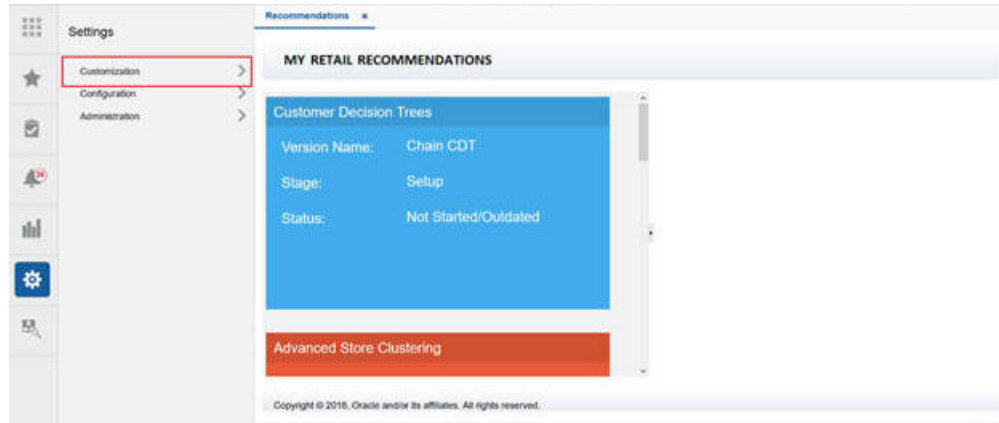 Recommendations
Settings
MY RETAIL RECOMMENDATIONS
Customization
Configuration
Administration
Customer Decision Trees
Version Name: Chain CDT
Stage: Setup
Status: Not Started/Outdated
Advanced Store Clustering
Copyright © 2016, Oracle and/or its affiliates. All rights reserved.